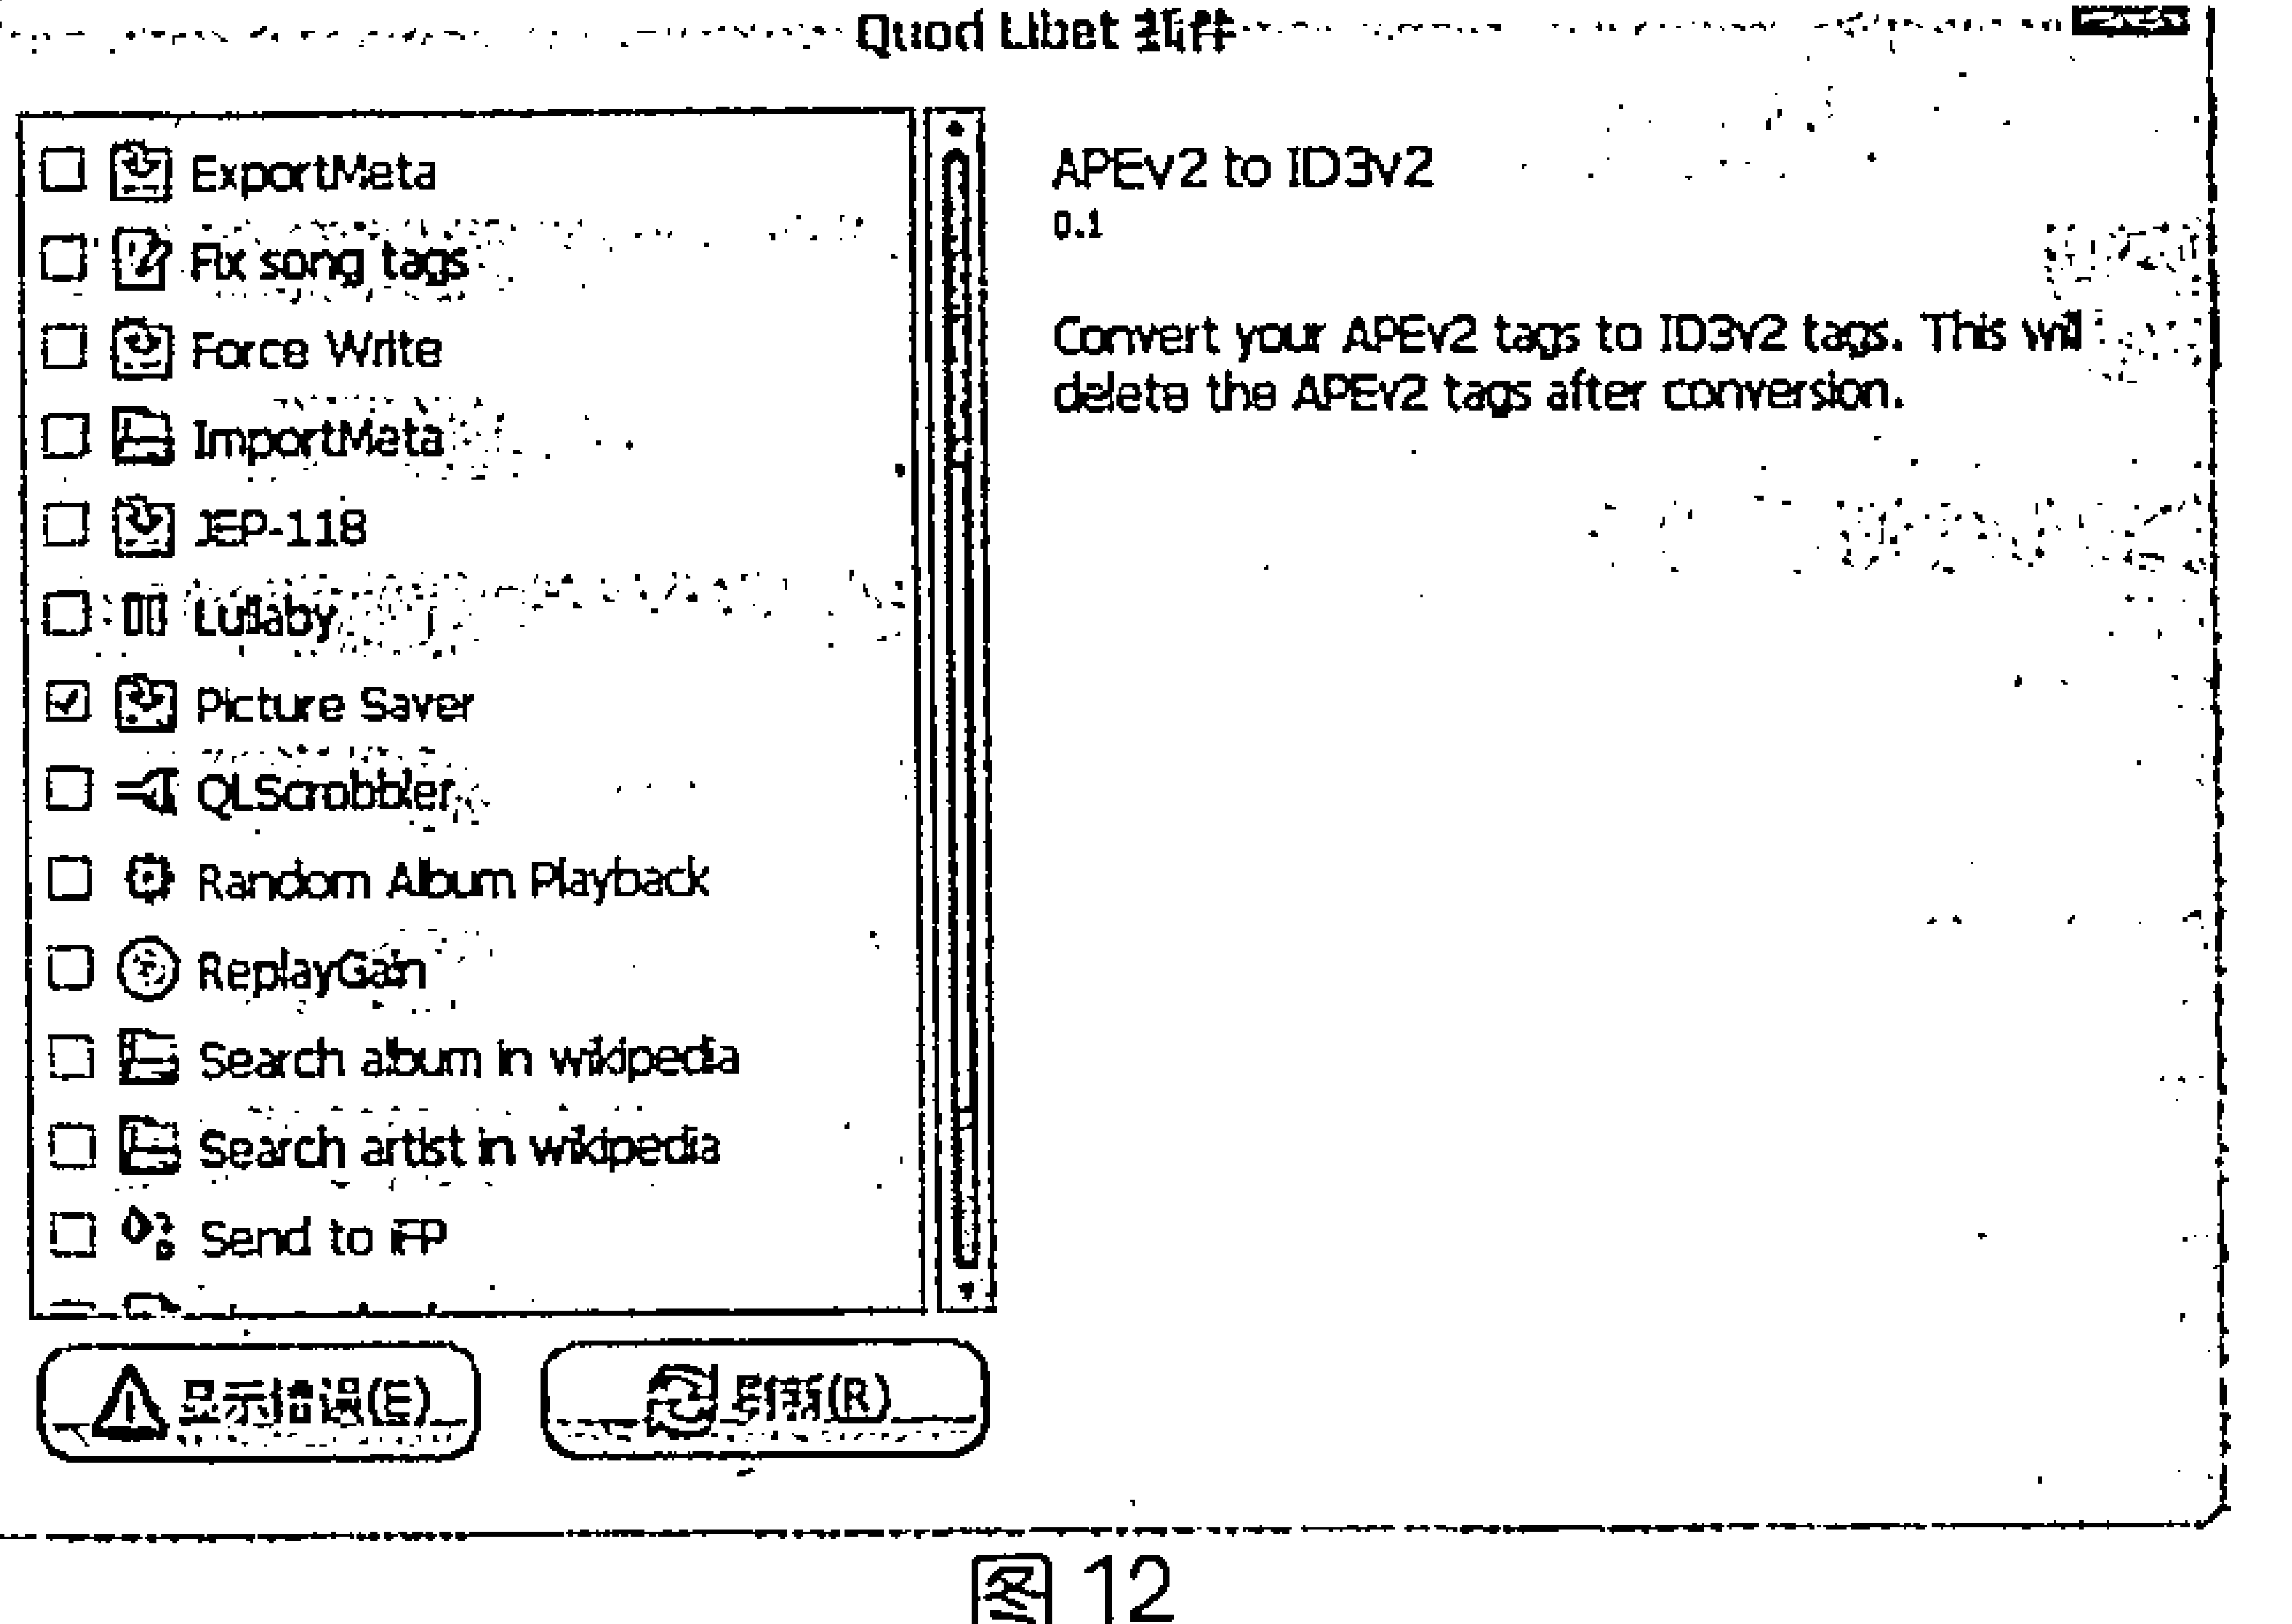 Quod Libet 插件
ExportMeta
Fix song tags
Force Write
ImportMeta
JEP-118
Lullaby
Picture Saver
QLScrobbler
Random Album Playback
ReplayGain
Search album in wikipedia
Search artist in wikipedia
Send to iFP
显示错误(E)
刷新(R)
APEv2 to ID3v2
0.1
Convert your APEv2 tags to ID3v2 tags. This will
delete the APEv2 tags after conversion.
图 12